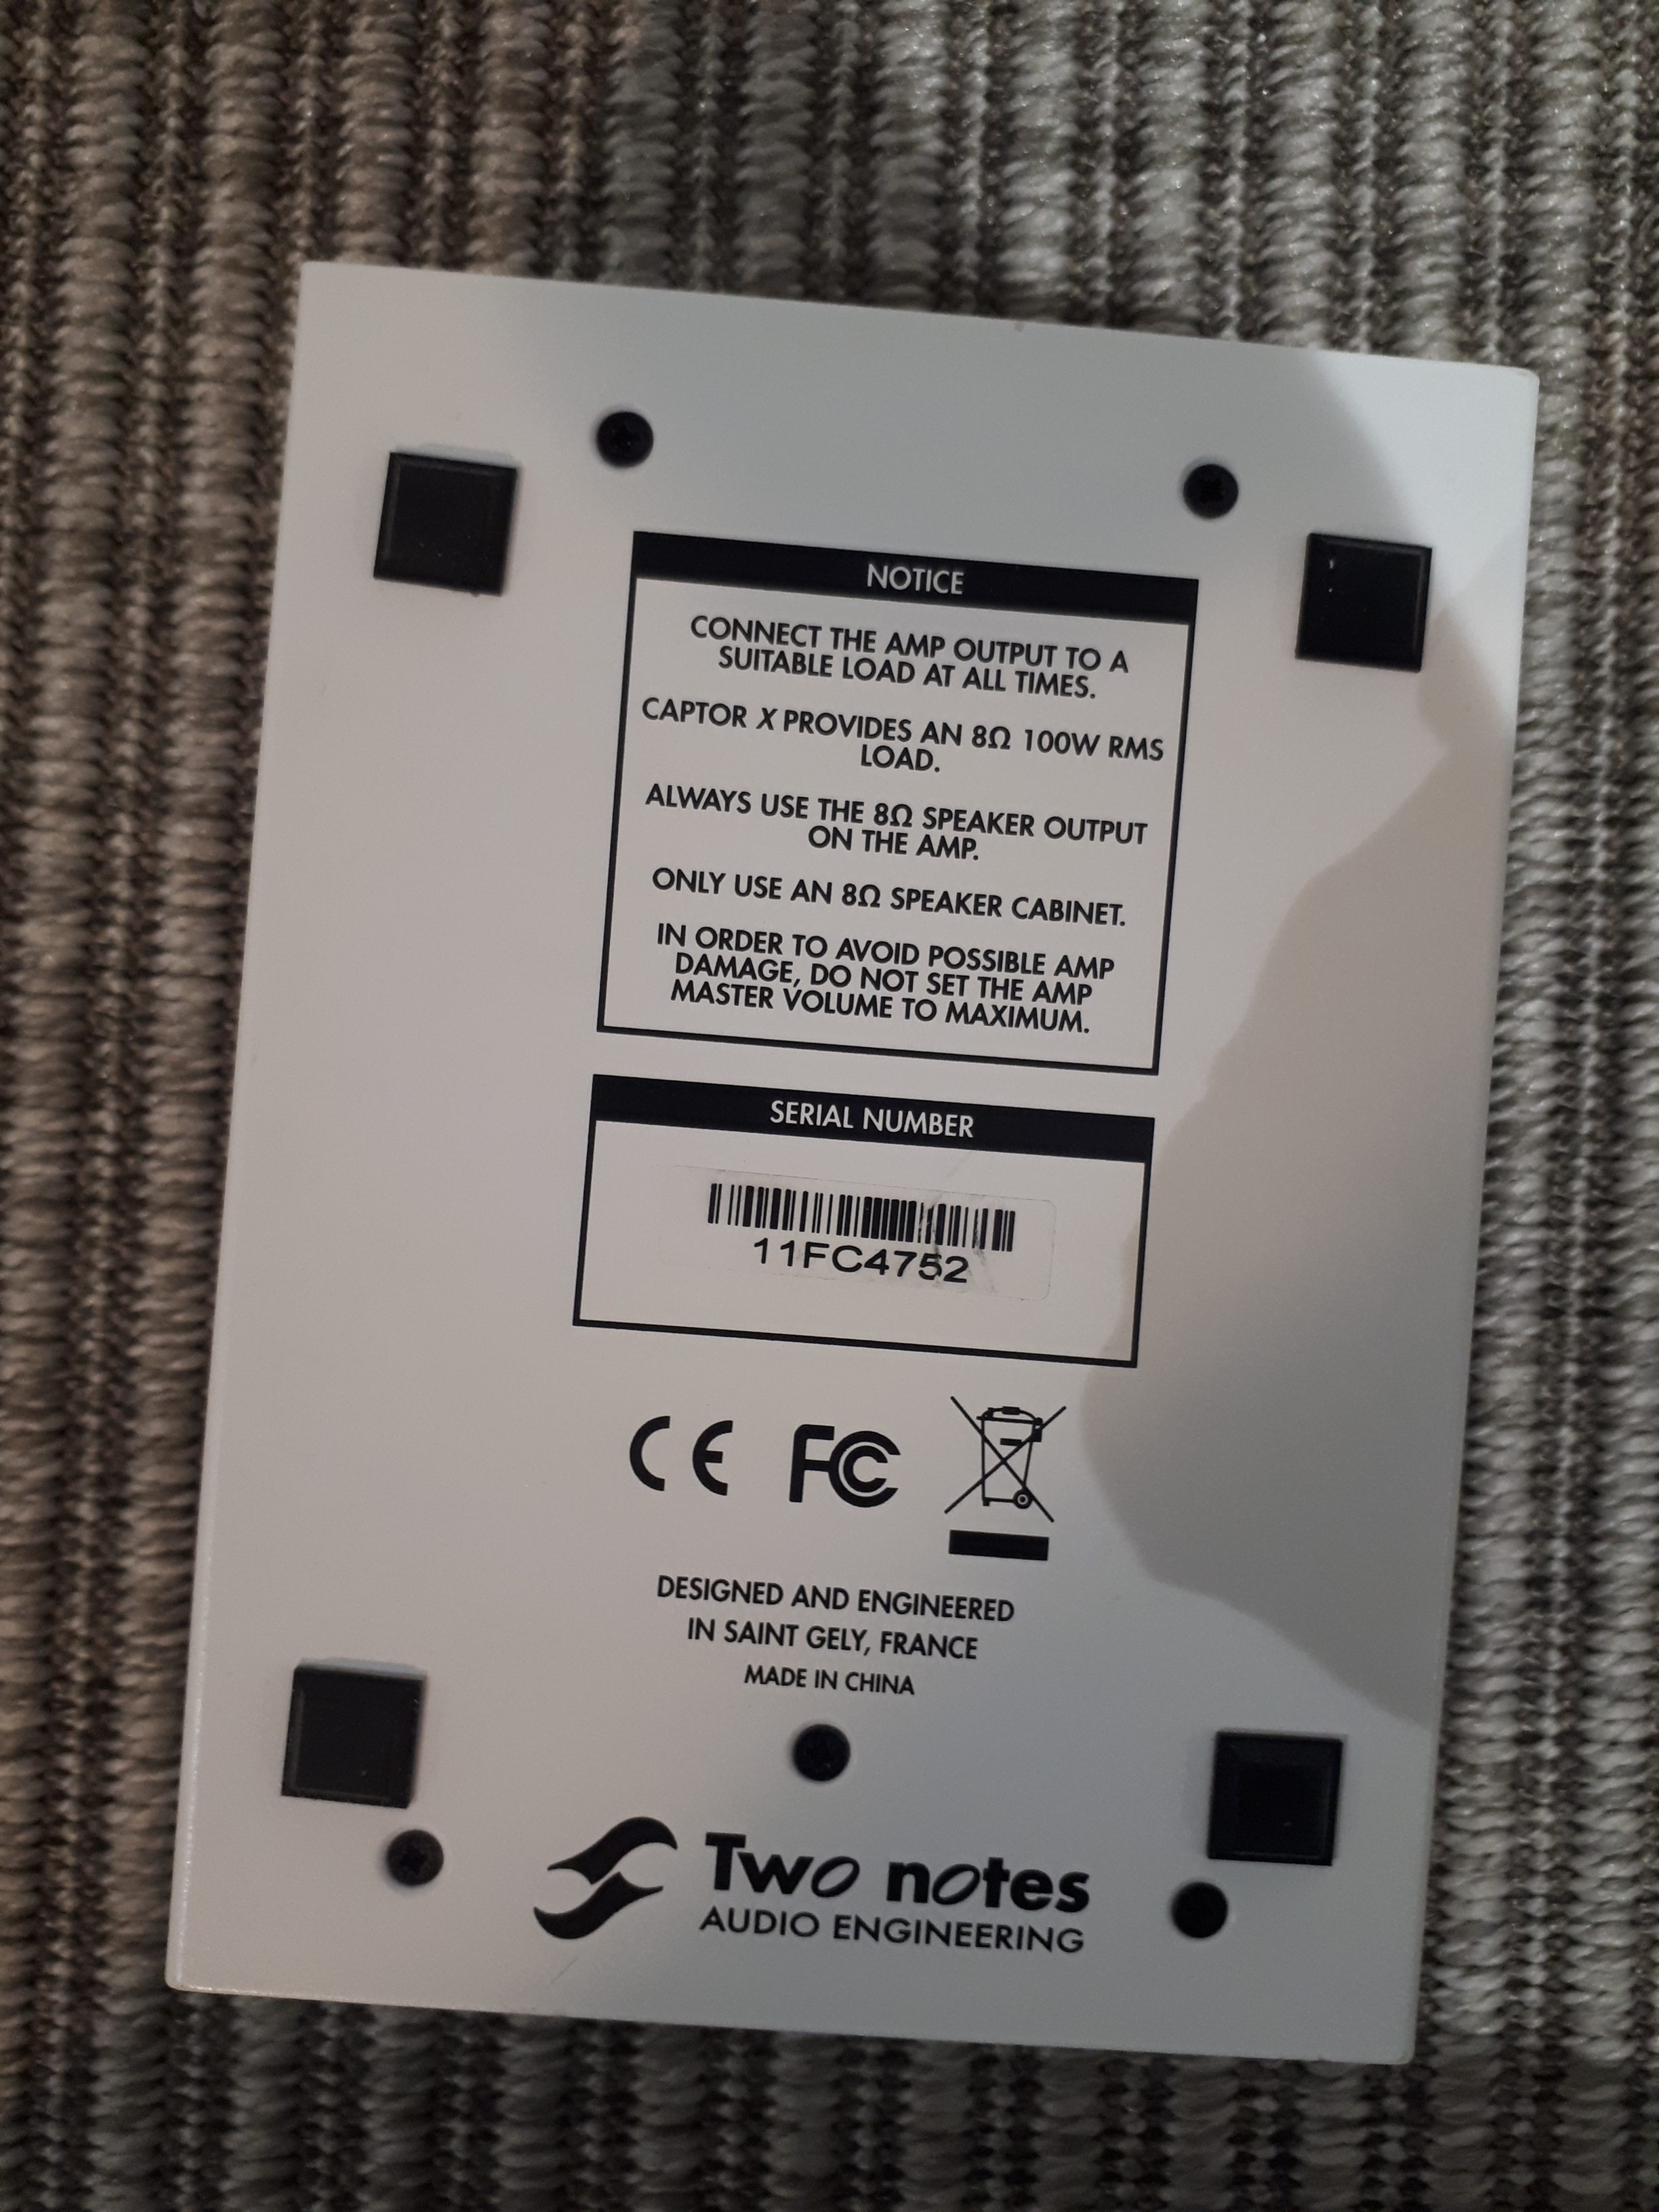 NOTICE
CONNECT THE AMP OUTPUT TO A
SUITABLE LOAD AT ALL TIMES.
CAPTOR X PROVIDES AN 8Ω 100W RMS
LOAD.
ALWAYS USE THE 8Ω SPEAKER OUTPUT
ON THE AMP.
ONLY USE AN 8Ω SPEAKER CABINET.
IN ORDER TO AVOID POSSIBLE AMP
DAMAGE, DO NOT SET THE AMP
MASTER VOLUME TO MAXIMUM.
SERIAL NUMBER
11FC4752
CE FC
DESIGNED AND ENGINEERED
IN SAINT GELY, FRANCE
MADE IN CHINA
Two notes
AUDIO ENGINEERING